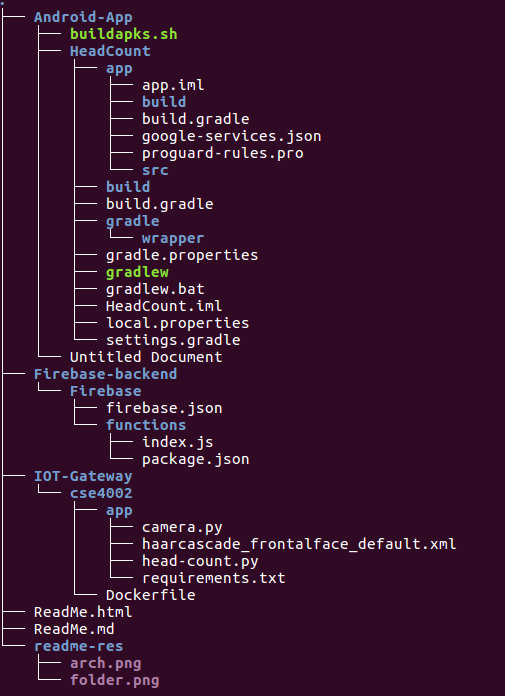 .
Android-App
buildapks.sh
HeadCount
app
app.iml
build
build.gradle
google-services.json
proguard-rules.pro
src
build
build.gradle
gradle
wrapper
gradle.properties
gradlew
gradlew.bat
HeadCount.iml
local.properties
settings.gradle
Untitled Document
Firebase-backend
Firebase
firebase.json
functions
index.js
package.json
IOT-Gateway
cse4002
app
camera.py
haarcascade_frontalface_default.xml
head-count.py
requirements.txt
Dockerfile
ReadMe.html
ReadMe.md
readme-res
arch.png
folder.png